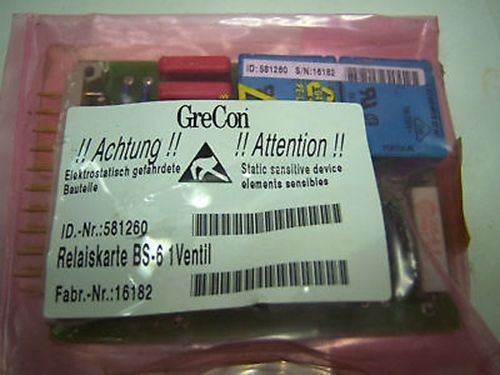 ID:581260 S/N:16182
GreCon
!! Achtung !!
Elektrostatisch gefährdete
Bauteile
!! Attention !!
Static sensitive device
elements sensibles
ID.-Nr.:581260
Relaiskarte BS-6 1Ventil
Fabr.-Nr.:16182